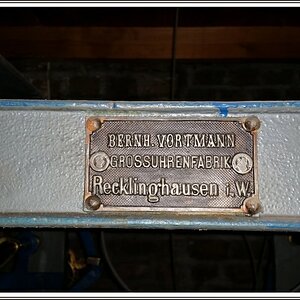 BERNH. VORTMANN
GROSSUHRENFABRIK
Recklinghausen i.W.